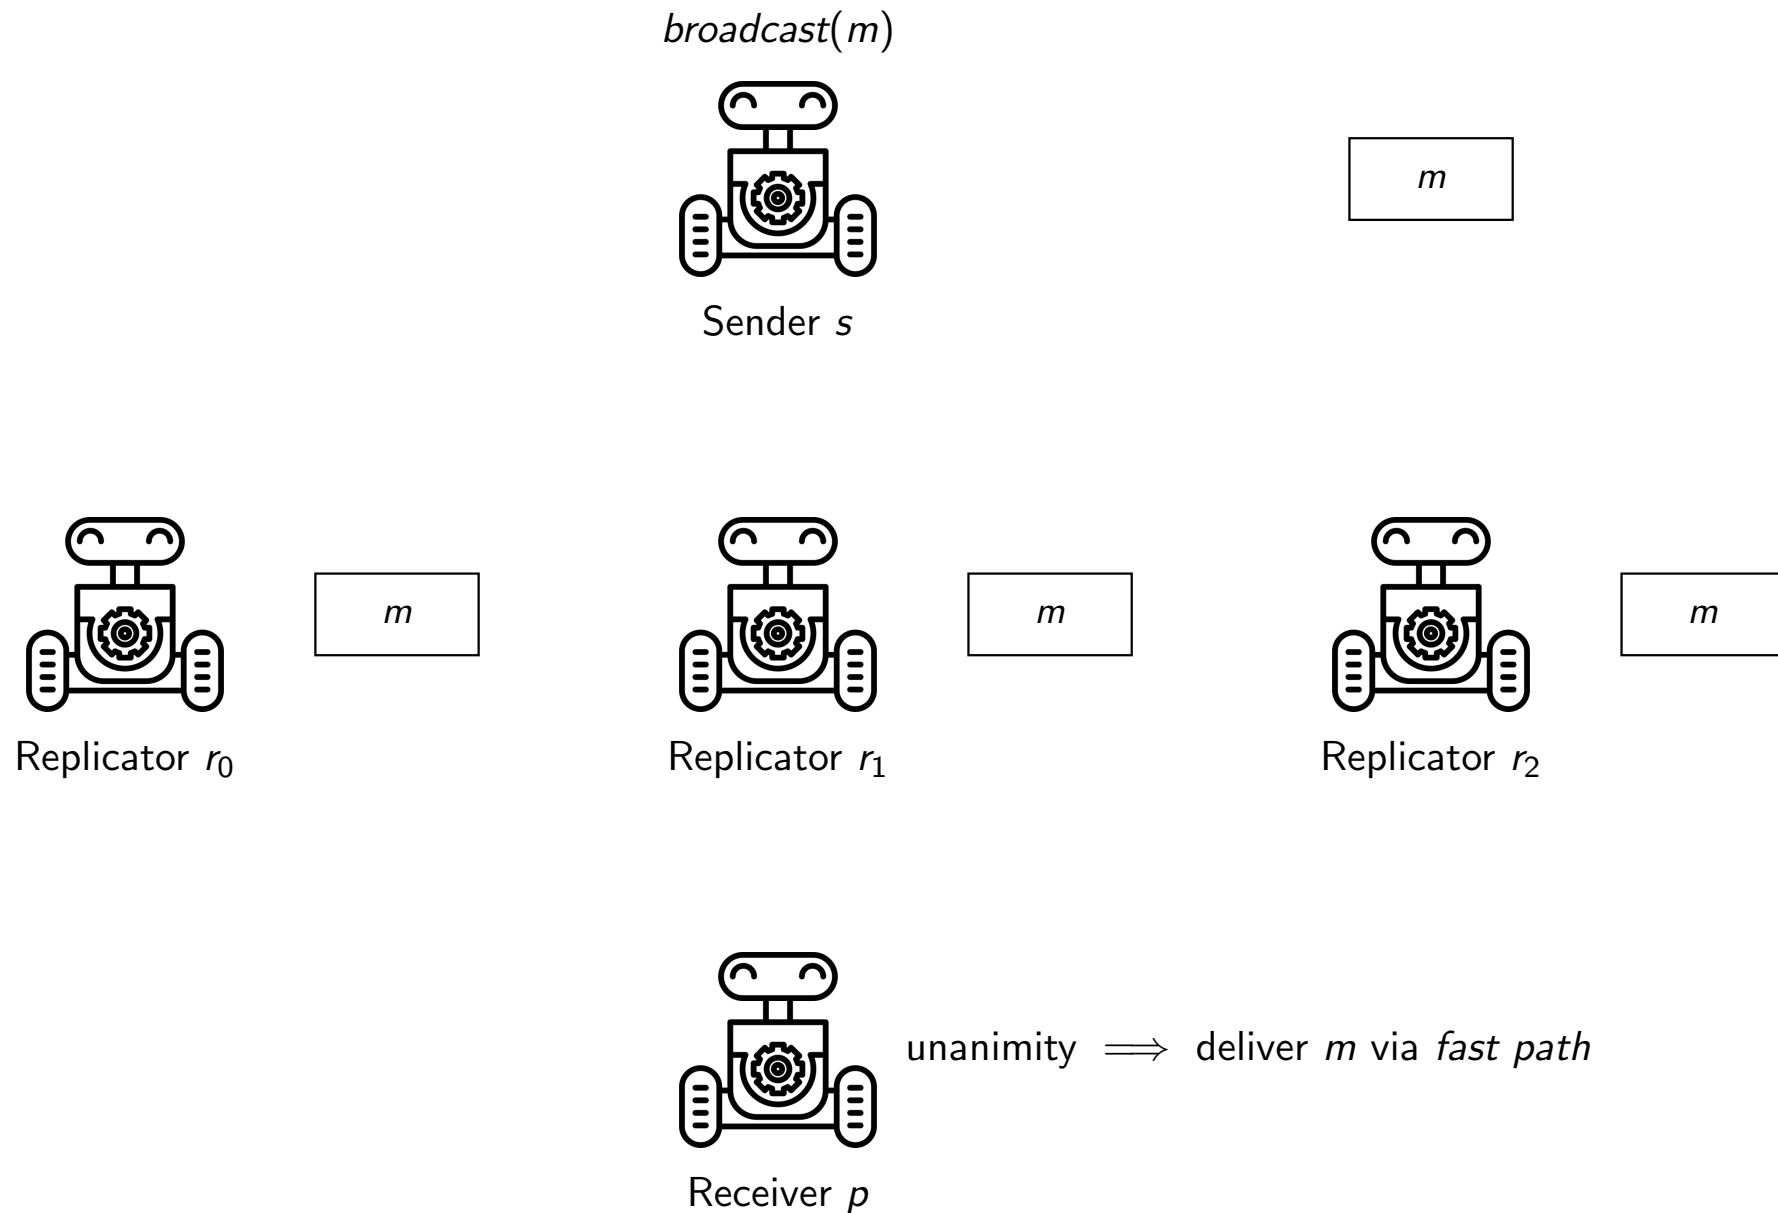 broadcast(m)
m
Sender s
m
m
m
Replicator r₀
Replicator r₁
Replicator r₂
unanimity ⟹ deliver m via fast path
Receiver p